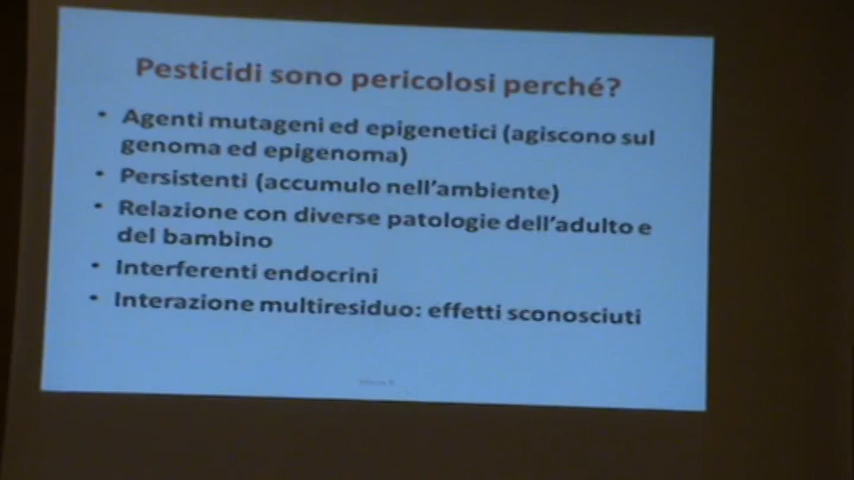 Pesticidi sono pericolosi perché?
• Agenti mutageni ed epigenetici (agiscono sul
genoma ed epigenoma)
• Persistenti (accumulo nell'ambiente)
• Relazione con diverse patologie dell'adulto e
del bambino
• Interferenti endocrini
• Interazione multiresiduo: effetti sconosciuti